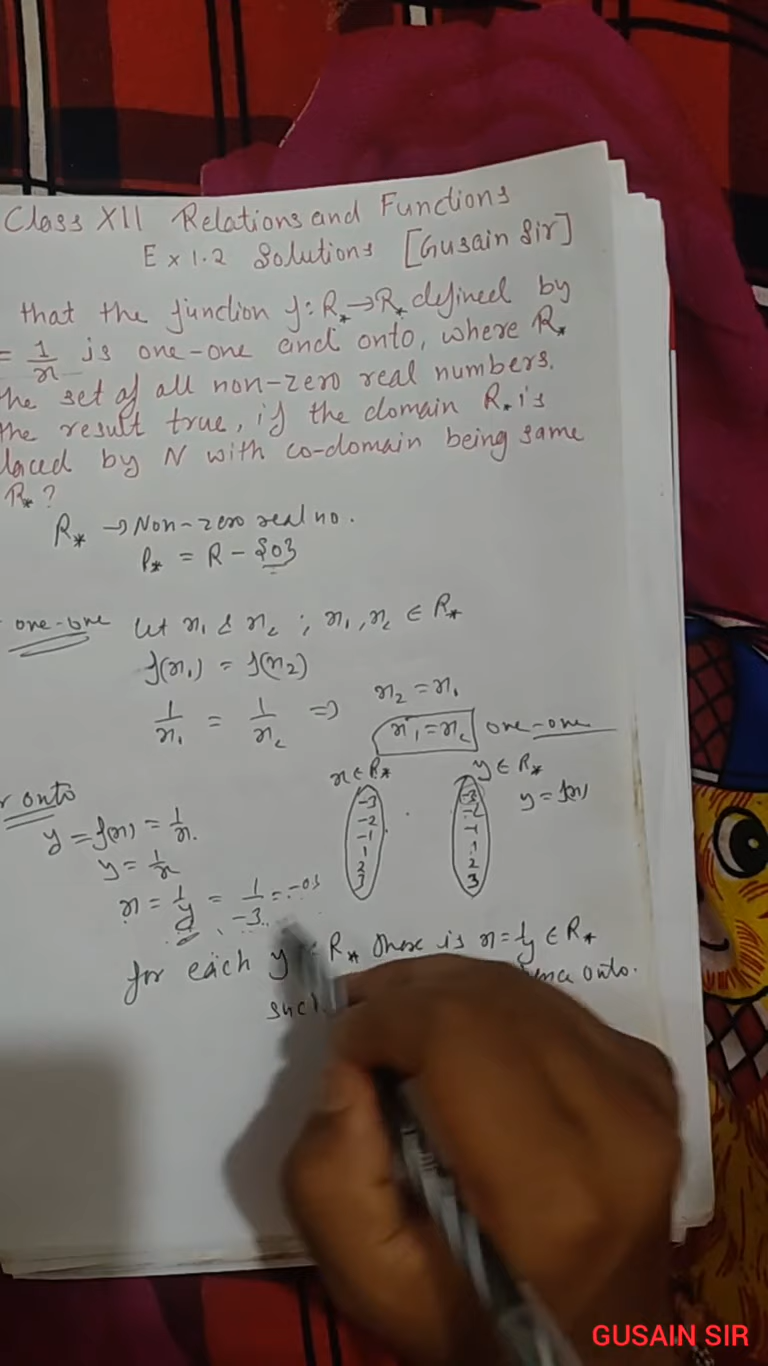 Class XII Relations and Functions
Ex 1.2 Solutions [Gusain Sir]
that the function f: R* → R* defined by
= 1/x is one-one and onto, where R*
the set of all non-zero real numbers.
the result true, if the domain R* is
laced by N with co-domain being same
R*?
R* → Non-zero real no.
R* = R - {0}
one-one let x1 & x2 ; x1, x2 ∈ R*
f(x1) = f(x2)
1/x1 = 1/x2 => x2 = x1
x1 = x2 one-one
r onto
x ∈ R* y ∈ R*
-3 -2 -1 1 2 3
-3 -2 -1 1 2 3
y = f(x)
y = f(x) = 1/x.
y = 1/x
x = 1/y = 1/-3 =
for each y R* there is x = 1/y ∈ R*
onto.
GUSAIN SIR